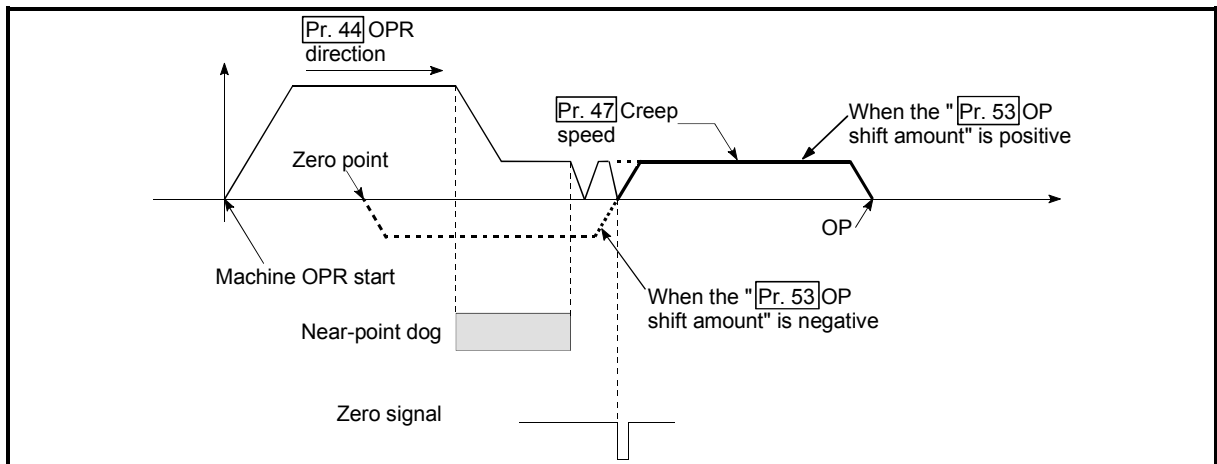 Pr. 44 OPR
direction
Pr. 47 Creep
speed
When the " Pr. 53 OP
shift amount" is positive
Zero point
OP
Machine OPR start
When the " Pr. 53 OP
shift amount" is negative
Near-point dog
Zero signal